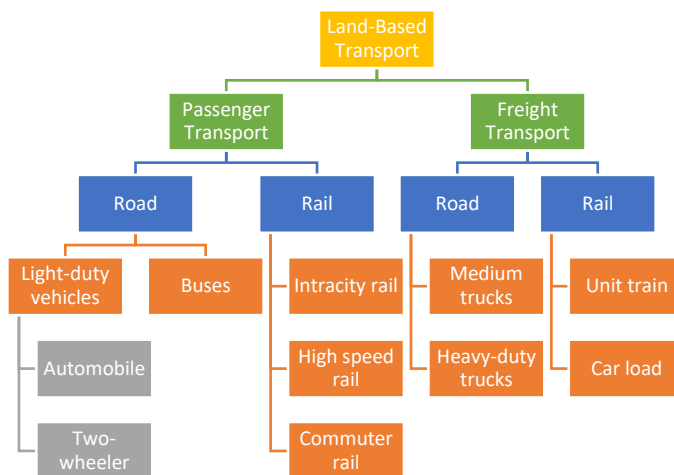 Land-Based
Transport
Passenger
Transport
Freight
Transport
Road
Rail
Road
Rail
Light-duty
vehicles
Buses
Intracity rail
Medium
trucks
Unit train
Automobile
High speed
rail
Heavy-duty
trucks
Car load
Two-
wheeler
Commuter
rail